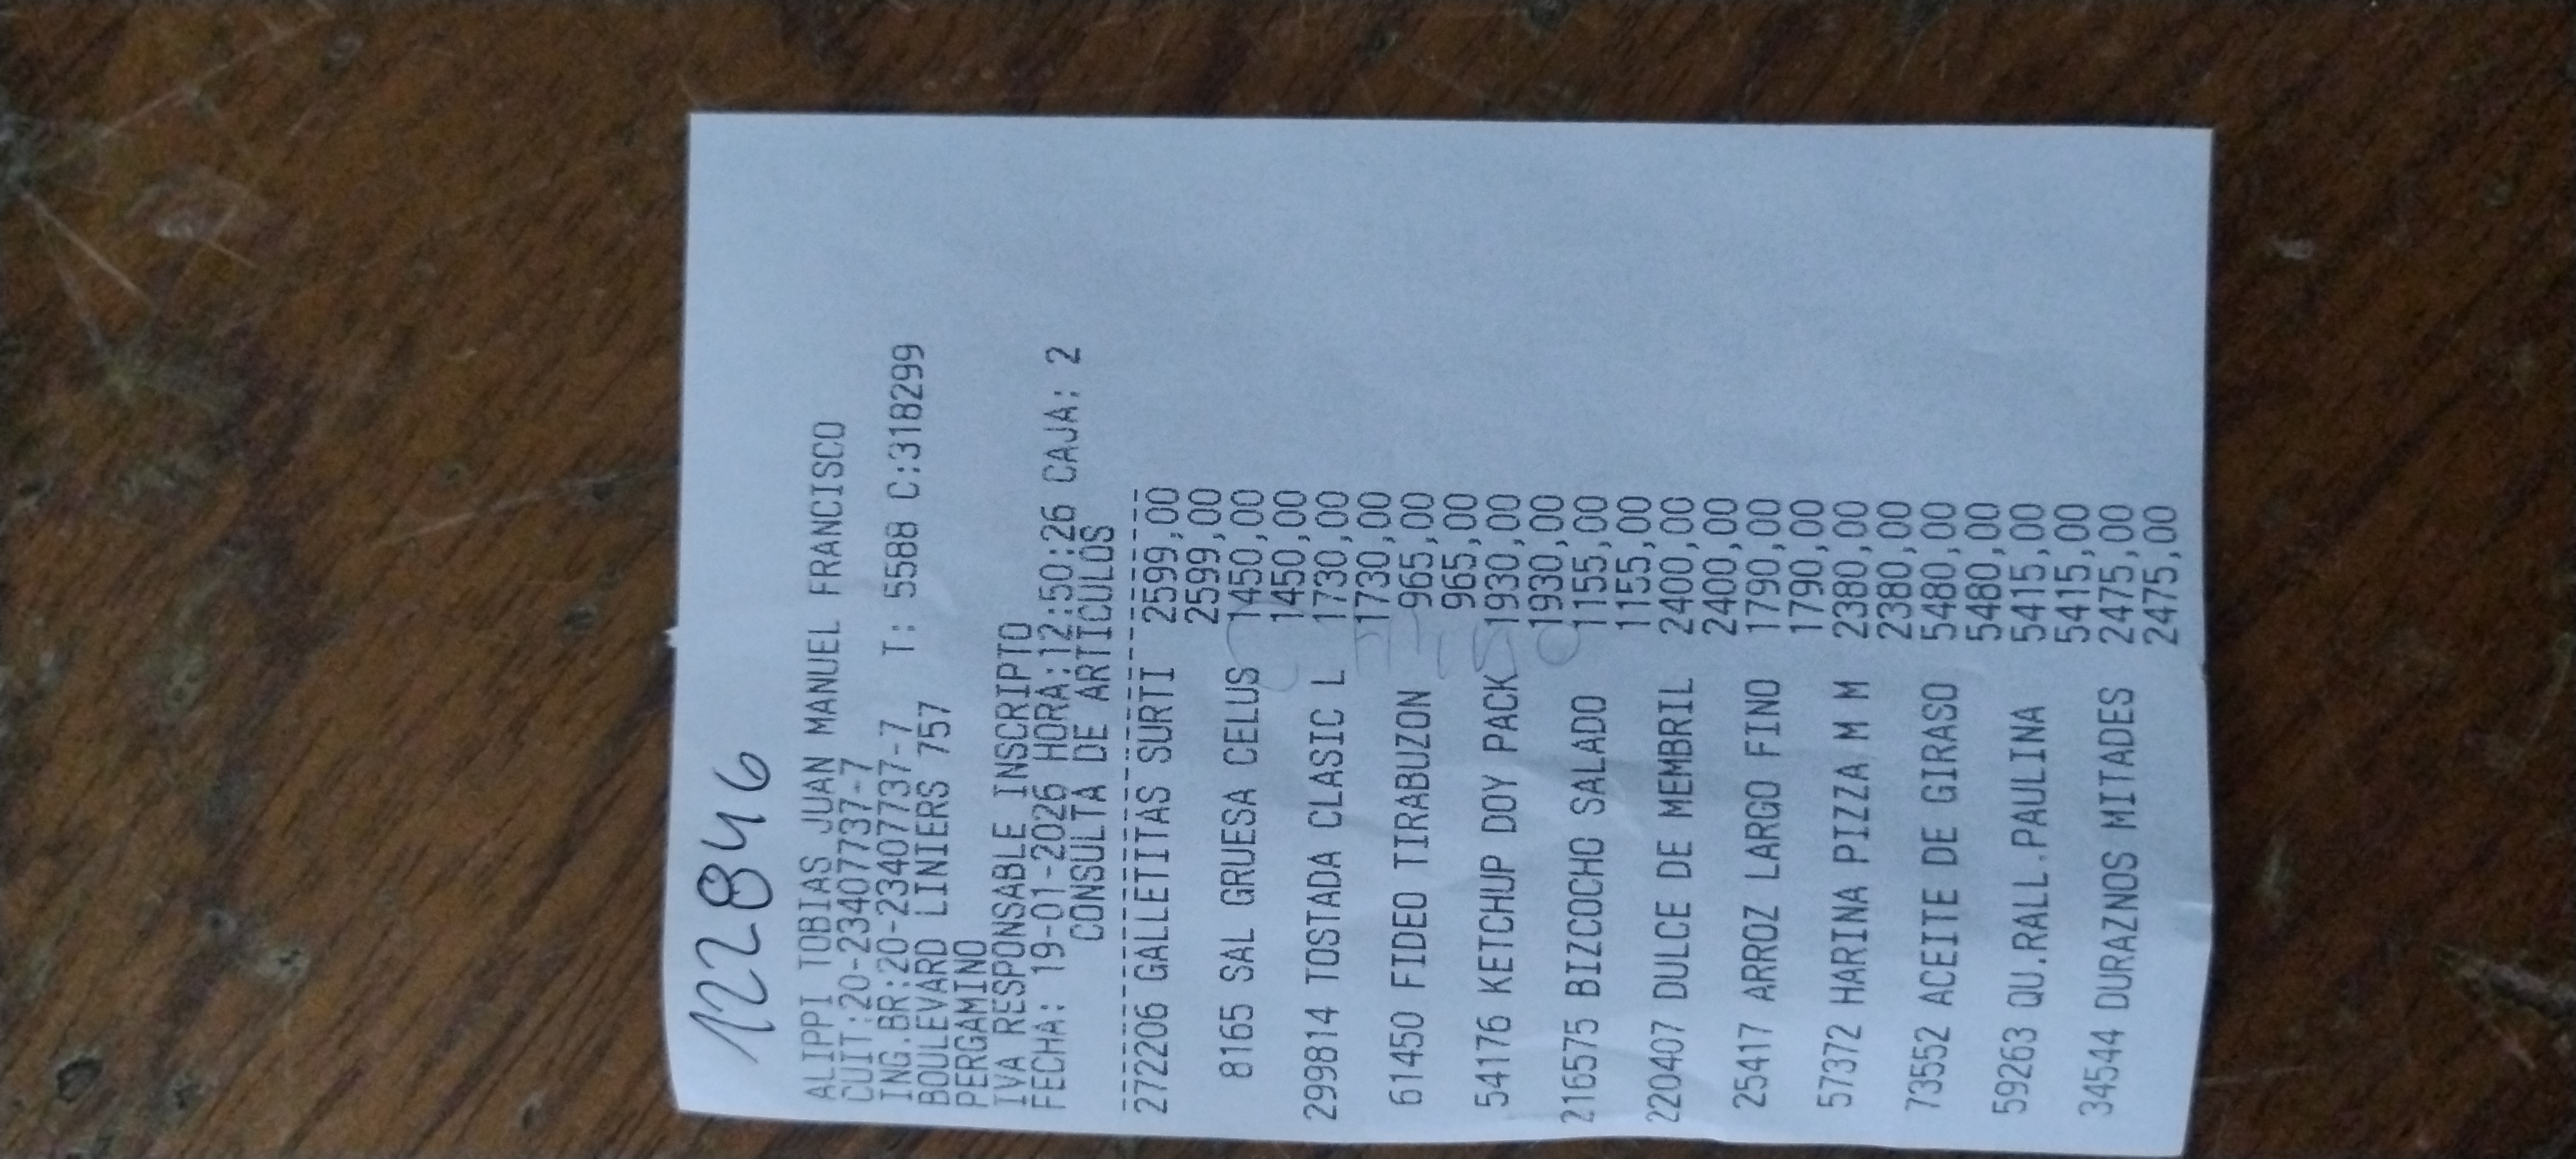 122846
ALIPPI TOBIAS JUAN MANUEL FRANCISCO
CUIT:20-23407737-7
ING.BR:20-23407737-7
BOULEVARD LINIERS 757 T: 5588 C:318299
PERGAMINO
IVA RESPONSABLE INSCRIPTO
FECHA: 19-01-2026 HORA:12:50:26 CAJA: 2
CONSULTA DE ARTICULOS
272206 GALLETITAS SURTI 2599,00
2599,00
8165 SAL GRUESA CELUS 1450,00
1450,00
299814 TOSTADA CLASIC L 1730,00
1730,00
61450 FIDEO TIRABUZON 965,00
965,00
54176 KETCHUP DOY PACK 1930,00
1930,00
216575 BIZCOCHO SALADO 1155,00
1155,00
220407 DULCE DE MEMBRIL 2400,00
2400,00
25417 ARROZ LARGO FINO 1790,00
1790,00
57372 HARINA PIZZA M M 2380,00
2380,00
73552 ACEITE DE GIRASO 5480,00
5480,00
59263 QU.RALL.PAULINA 5415,00
5415,00
34544 DURAZNOS MITADES 2475,00
2475,00